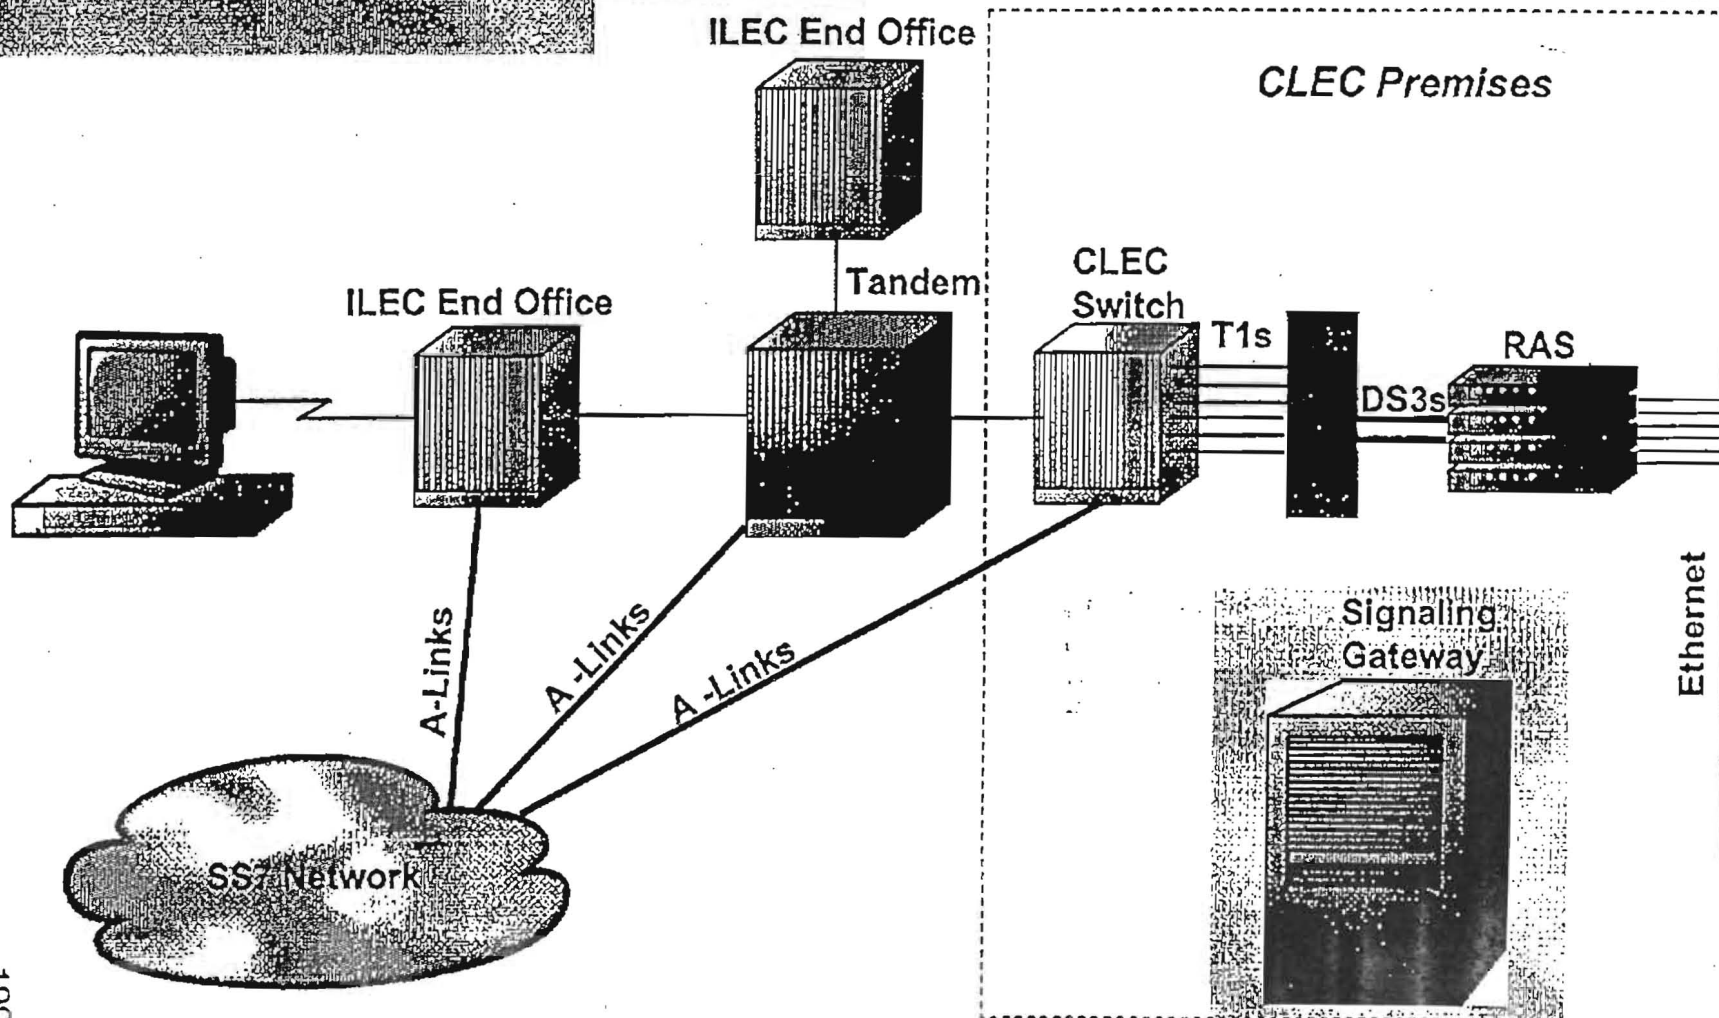 ILEC End Office
CLEC Premises
CLEC
Switch
Tandem
ILEC End Office
T1s
RAS
DS3s
Signaling
Gateway
Ethernet
A-Links
A -Links
A -Links
SS7 Network